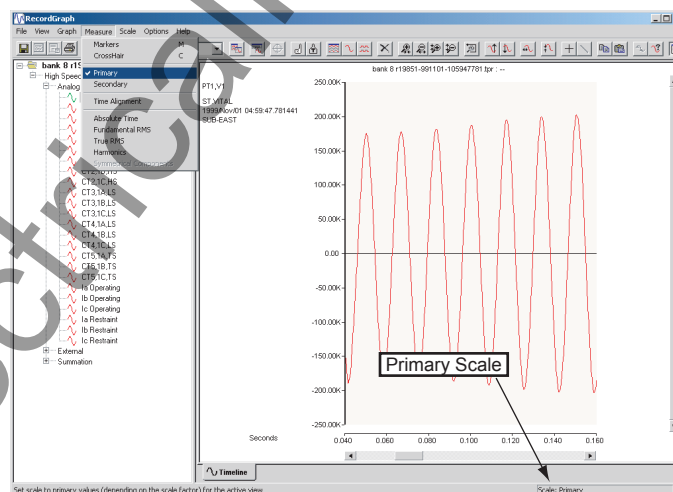 RecordGraph
File View Graph Measure Scale Options Help
Markers M
CrossHair C
Primary
Secondary
Time Alignment
Absolute Time
Fundamental RMS
True RMS
Harmonics
Symmetrical Components
bank 8 r19
High Speed
Analog
CT2,1C,HS
CT3,1A,LS
CT3,1B,LS
CT3,1C,LS
CT4,1A,LS
CT4,1B,LS
CT4,1C,LS
CT5,1A,TS
CT5,1B,TS
CT5,1C,TS
Ia Operating
Ib Operating
Ic Operating
Ia Restraint
Ib Restraint
Ic Restraint
External
Summation
bank 8 r19851-991101-105947781.tpr : --
PT1,V1
ST.VITAL
1999/Nov/01 04:59:47.781441
SUB-EAST
250.00K
200.00K
150.00K
100.00K
50.00K
0.00
-50.00K
-100.00K
-150.00K
-200.00K
-250.00K
Primary Scale
Seconds
0.040 0.060 0.080 0.100 0.120 0.140 0.160
Timeline
Set scale to primary values (depending on the scale factor) for the active view
Scale: Primary
ctrical